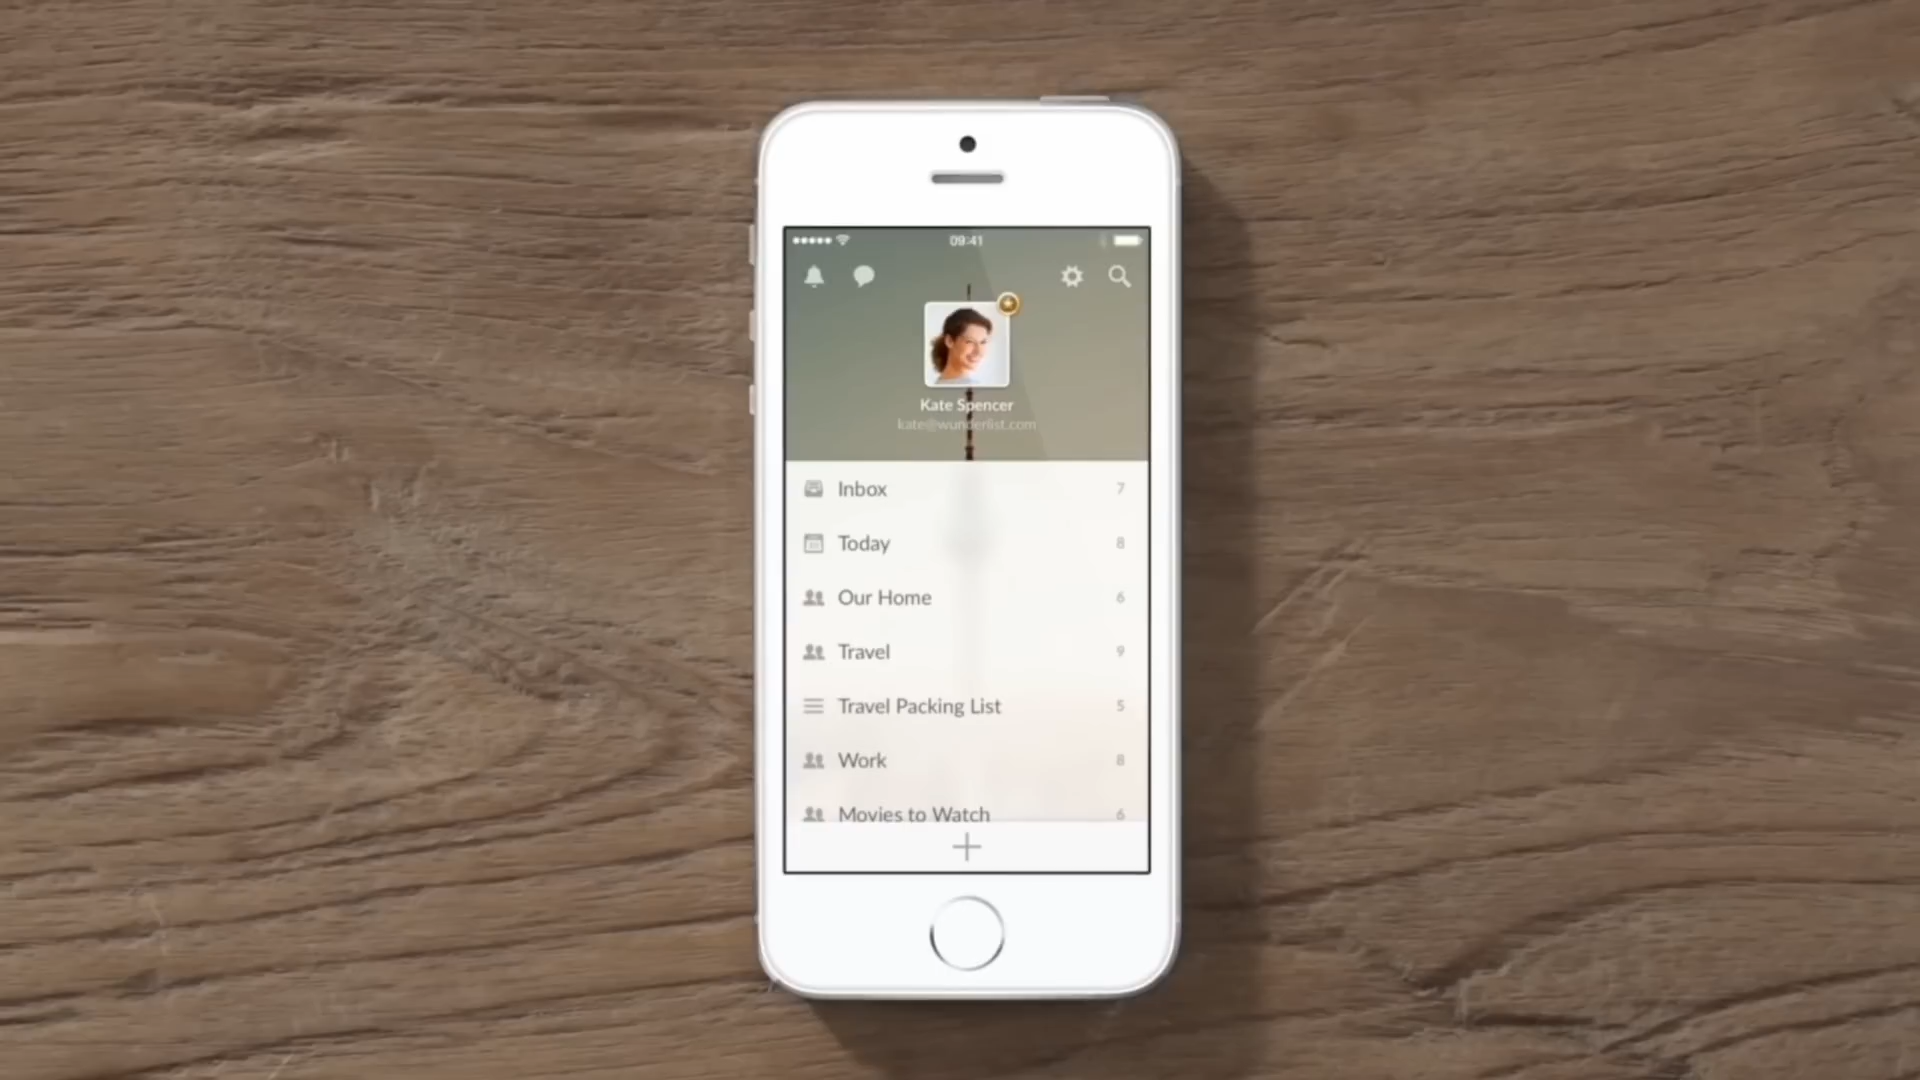 09:41
Kate Spencer
kate@wunderlist.com
Inbox 7
Today 8
Our Home 6
Travel 9
Travel Packing List 5
Work 8
Movies to Watch 6